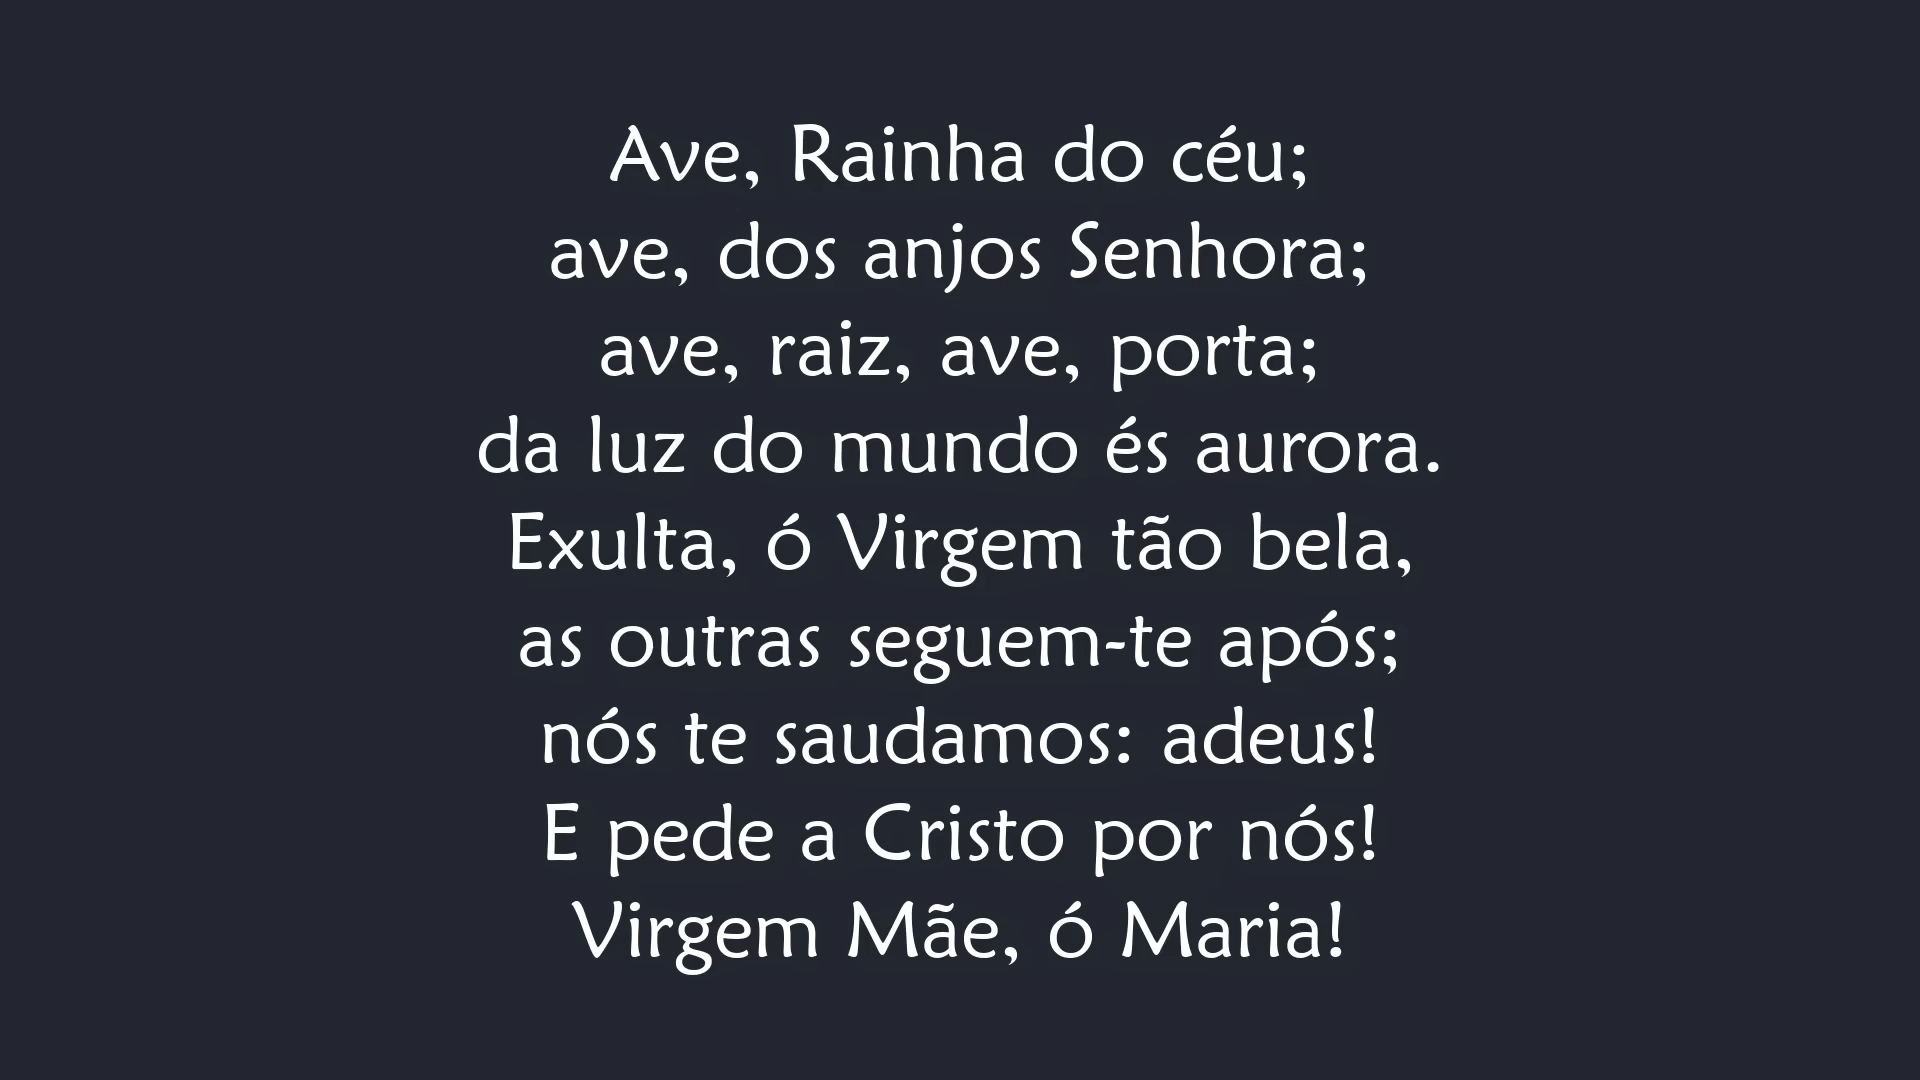 Ave, Rainha do céu;
ave, dos anjos Senhora;
ave, raiz, ave, porta;
da luz do mundo és aurora.
Exulta, ó Virgem tão bela,
as outras seguem-te após;
nós te saudamos: adeus!
E pede a Cristo por nós!
Virgem Mãe, ó Maria!